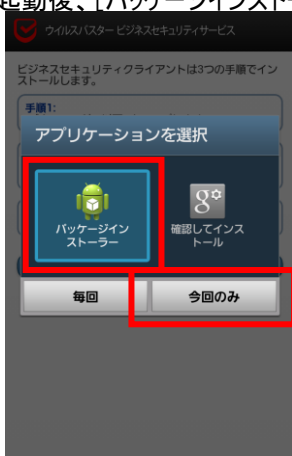 起動後、[パッケージインスト
ウイルスバスター ビジネスセキュリティサービス
ビジネスセキュリティクライアントは3つの手順でイン
ストールします。
手順1:
アプリケーションを選択
パッケージイン
ストーラー
確認してインス
トール
毎回
今回のみ